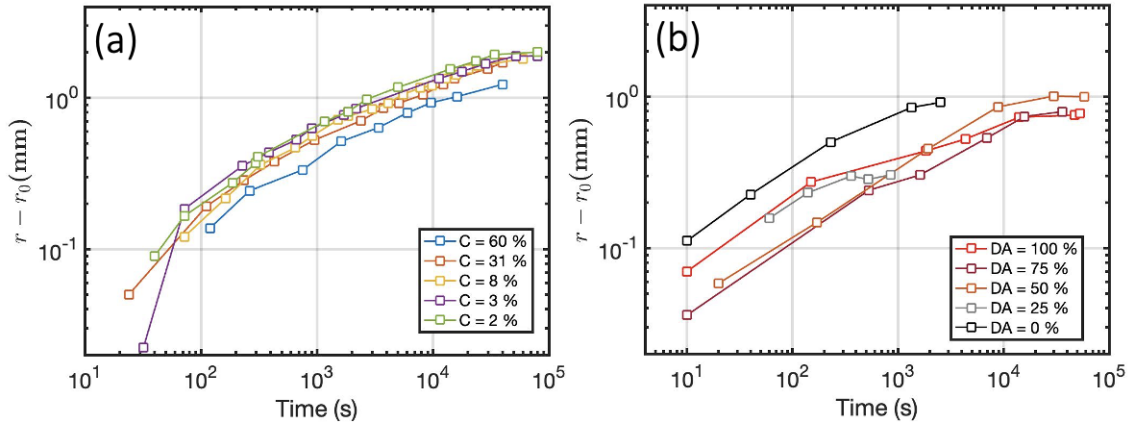 (a)
10⁰
10⁻¹
r − r₀(mm)
C = 60 %
C = 31 %
C = 8 %
C = 3 %
C = 2 %
10¹ 10² 10³ 10⁴ 10⁵
Time (s)
(b)
10⁰
10⁻¹
r − r₀(mm)
DA = 100 %
DA = 75 %
DA = 50 %
DA = 25 %
DA = 0 %
10¹ 10² 10³ 10⁴ 10⁵
Time (s)